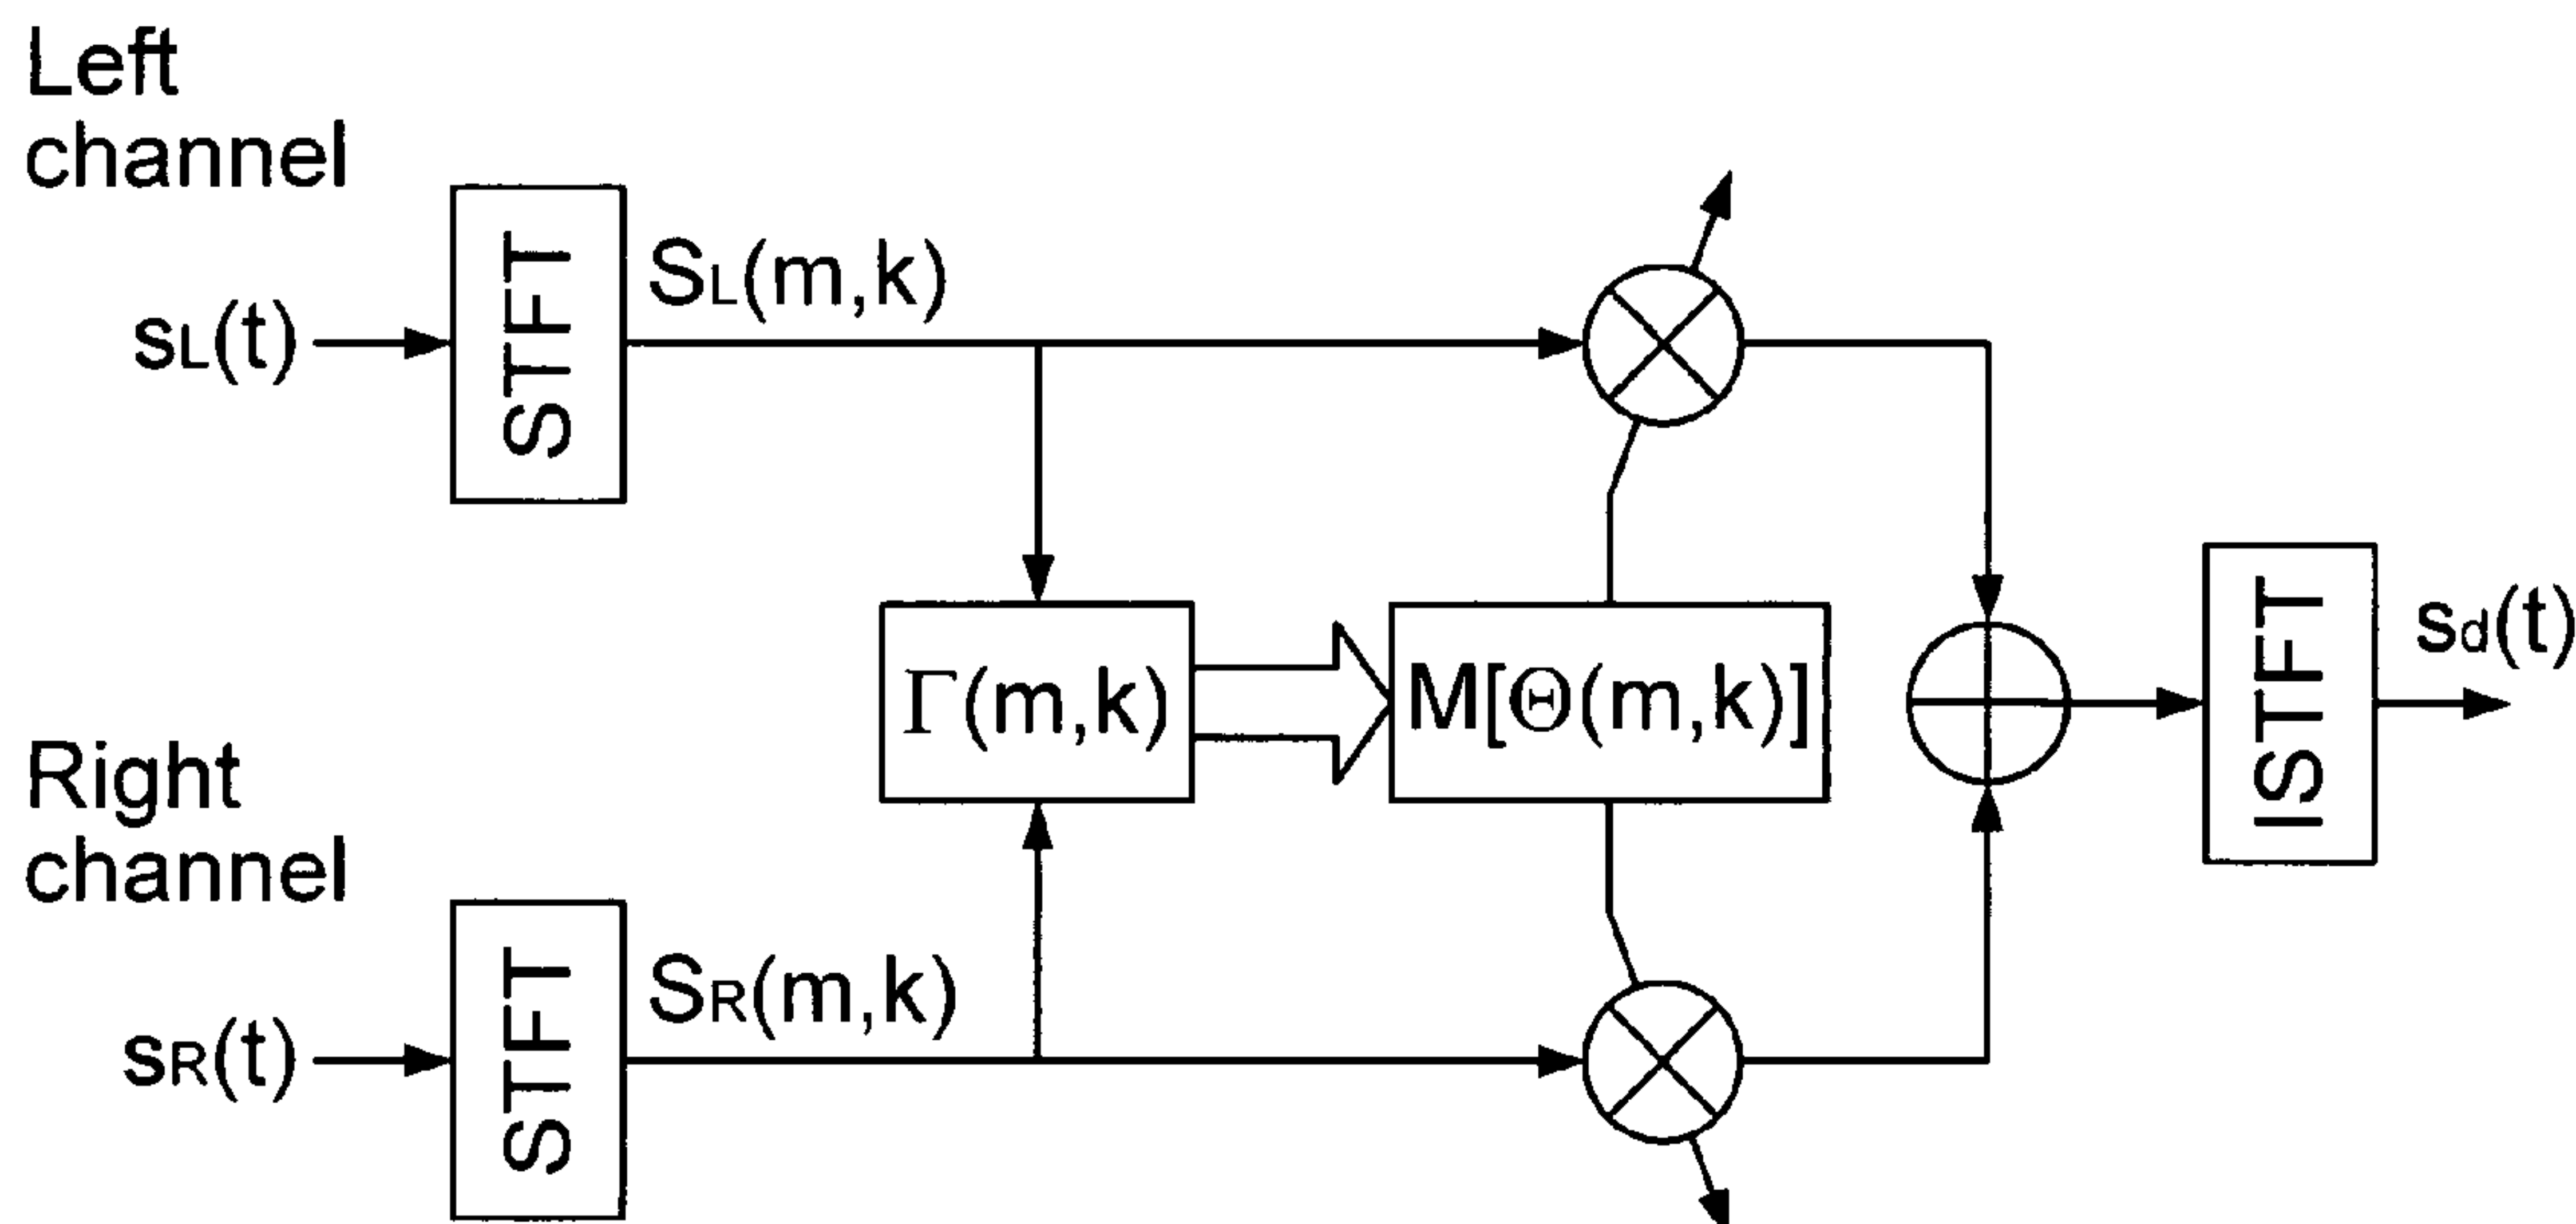 Left
channel
sL(t)
STFT
SL(m,k)
Γ(m,k)
M[Θ(m,k)]
ISTFT
sd(t)
Right
channel
sR(t)
STFT
SR(m,k)